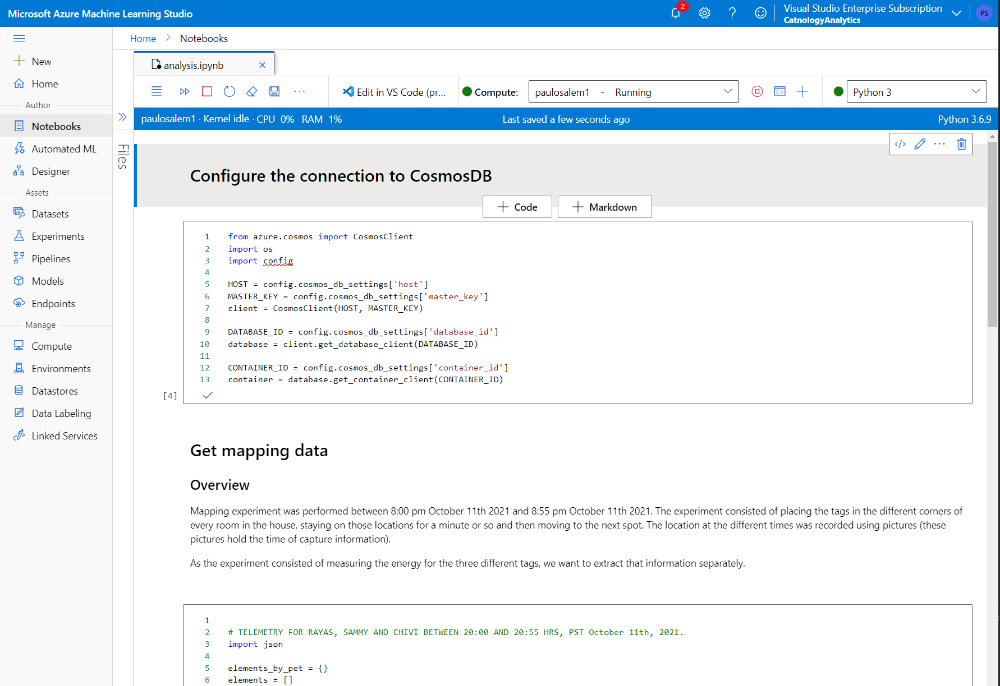 Microsoft Azure Machine Learning Studio
2
Visual Studio Enterprise Subscription
CatnologyAnalytics
PS
Home > Notebooks
New
Home
Author
Notebooks
Automated ML
Designer
Assets
Datasets
Experiments
Pipelines
Models
Endpoints
Manage
Compute
Environments
Datastores
Data Labeling
Linked Services
Files
analysis.ipynb
Edit in VS Code (pr...
Compute:
paulosalem1 - Running
Python 3
paulosalem1 · Kernel idle · CPU 0% RAM 1%
Last saved a few seconds ago
Python 3.6.9
Configure the connection to CosmosDB
+ Code
+ Markdown
1 from azure.cosmos import CosmosClient
2 import os
3 import config
4
5 HOST = config.cosmos_db_settings['host']
6 MASTER_KEY = config.cosmos_db_settings['master_key']
7 client = CosmosClient(HOST, MASTER_KEY)
8
9 DATABASE_ID = config.cosmos_db_settings['database_id']
10 database = client.get_database_client(DATABASE_ID)
11
12 CONTAINER_ID = config.cosmos_db_settings['container_id']
13 container = database.get_container_client(CONTAINER_ID)
[4]
Get mapping data
Overview
Mapping experiment was performed between 8:00 pm October 11th 2021 and 8:55 pm October 11th 2021. The experiment consisted of placing the tags in the different corners of
every room in the house, staying on those locations for a minute or so and then moving to the next spot. The location at the different times was recorded using pictures (these
pictures hold the time of capture information).
As the experiment consisted of measuring the energy for the three different tags, we want to extract that information separately.
1
2 # TELEMETRY FOR RAYAS, SAMMY AND CHIVI BETWEEN 20:00 AND 20:55 HRS, PST October 11th, 2021.
3 import json
4
5 elements_by_pet = {}
6 elements = []